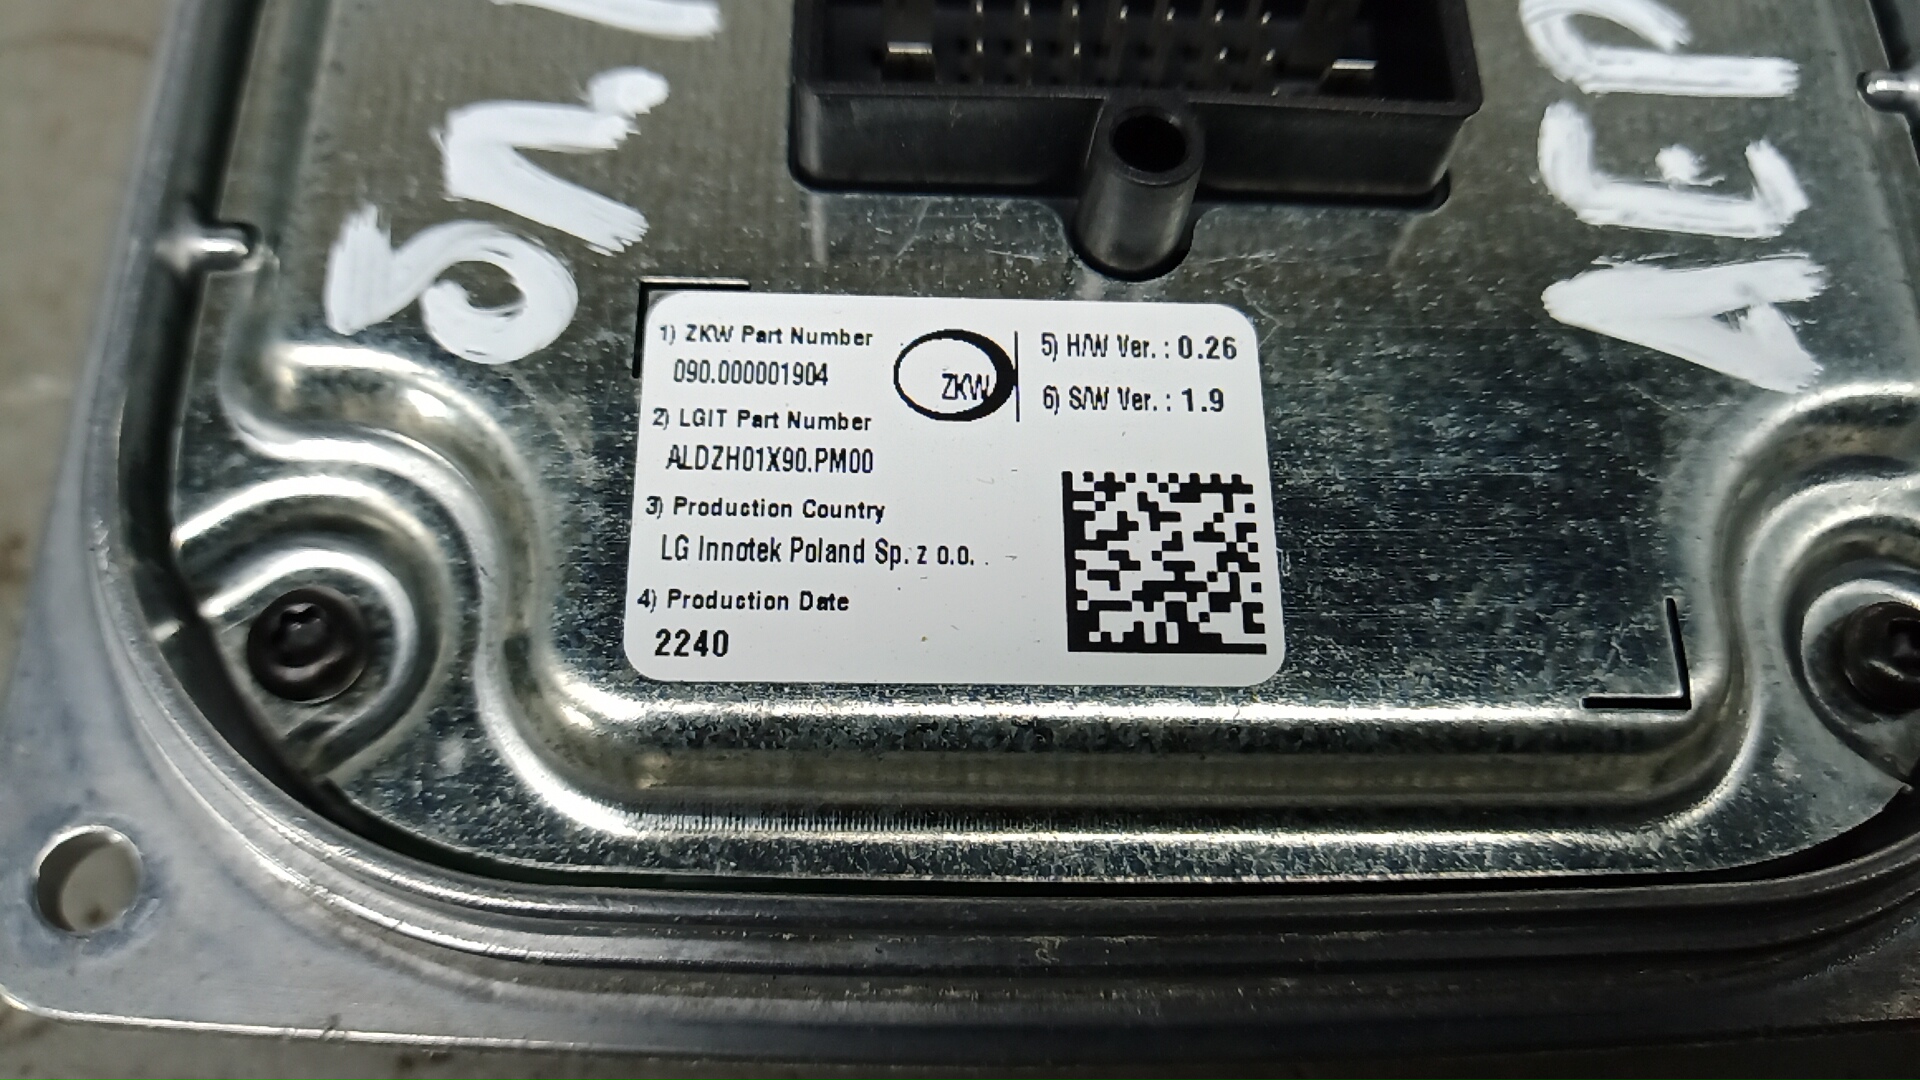 1) ZKW Part Number
090.000001904
2) LGIT Part Number
ALDZH01X90.PM00
3) Production Country
LG Innotek Poland Sp. z o.o.
4) Production Date
2240
ZKW
5) H/W Ver. : 0.26
6) S/W Ver. : 1.9